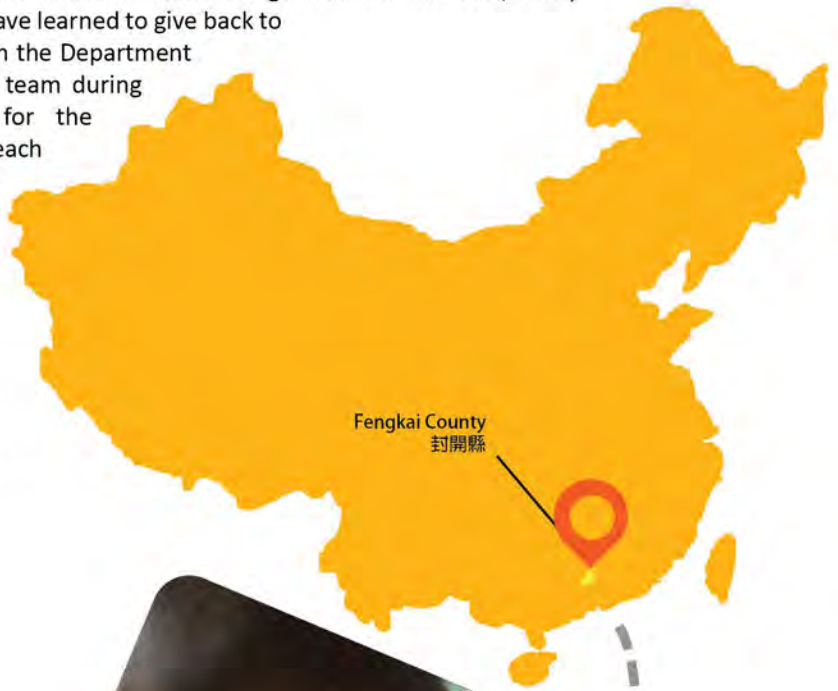 ave learned to give back to
the Department
team during
for the
each
Fengkai County
封開縣